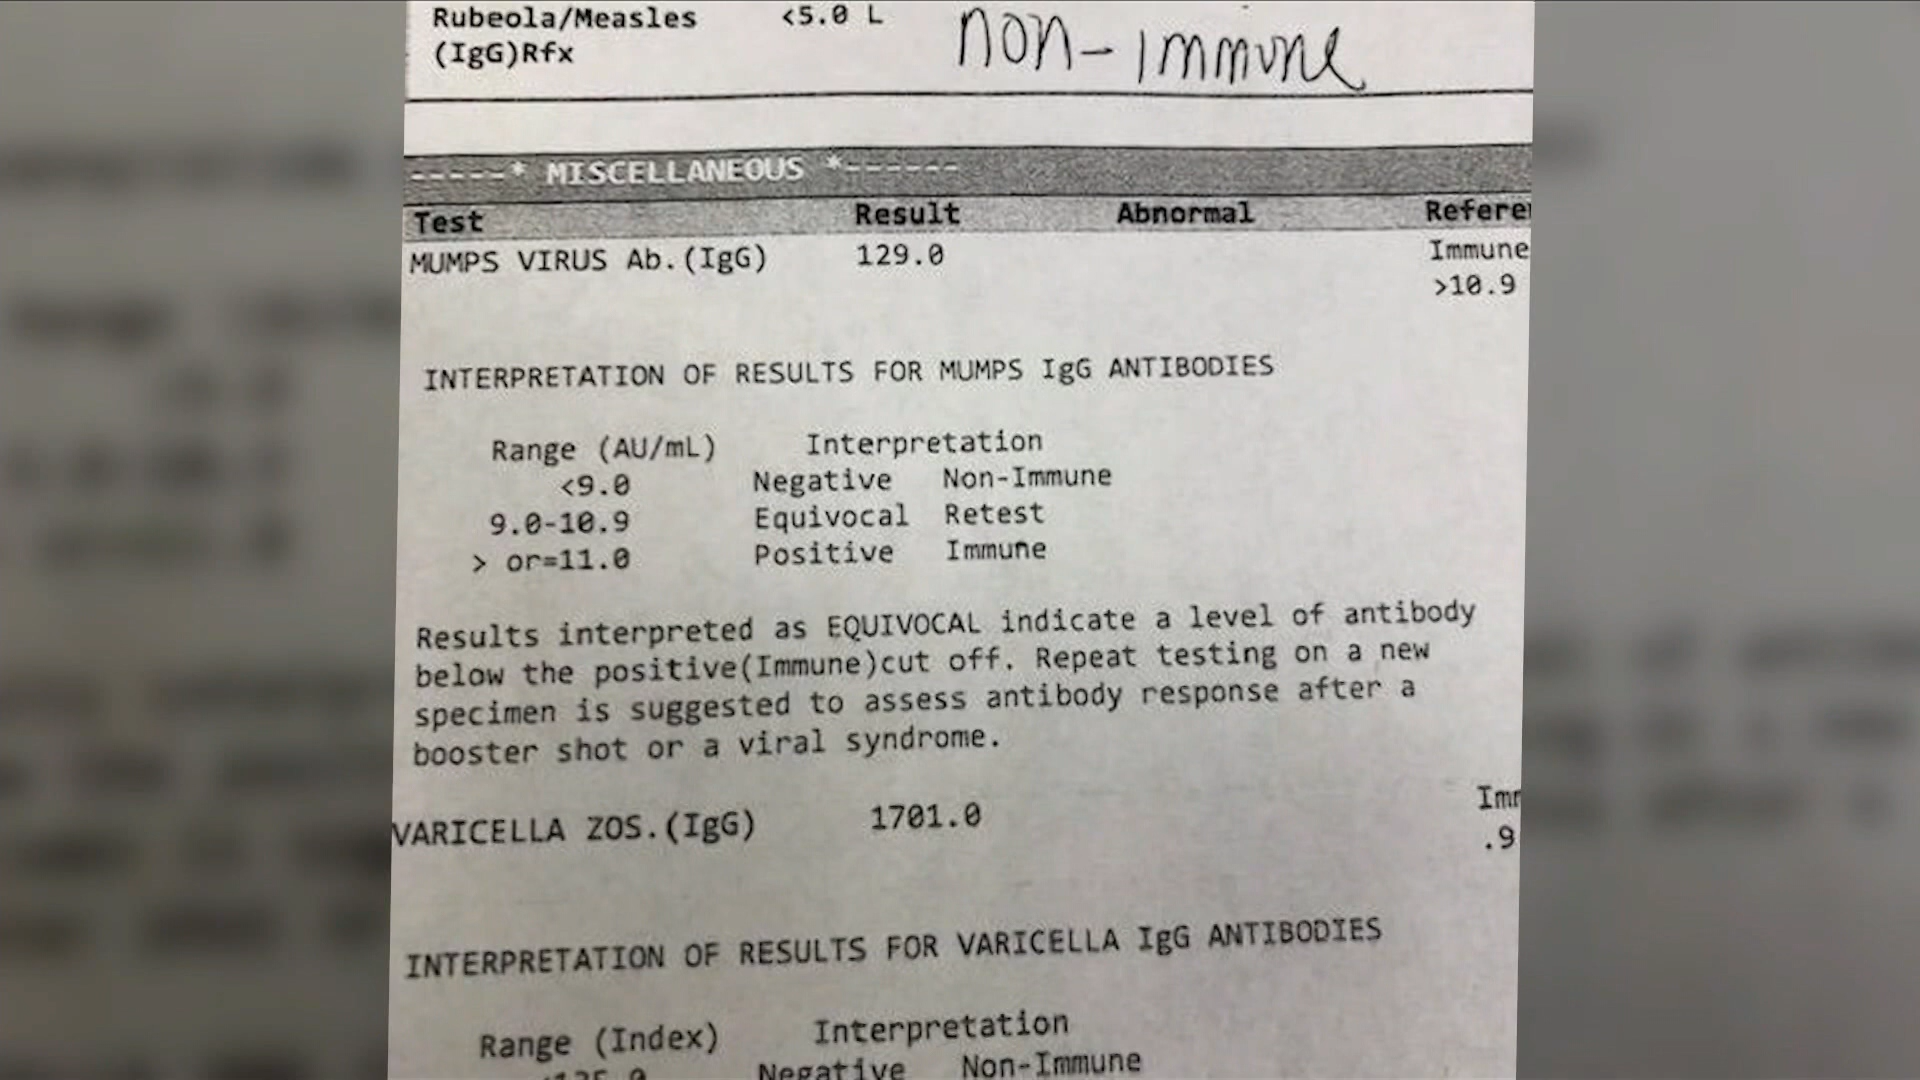 Rubeola/Measles <5.0 L non-immune
(IgG)Rfx
-----* MISCELLANEOUS *------
Test Result Abnormal
MUMPS VIRUS Ab.(IgG) 129.0 Immune
>10.9
INTERPRETATION OF RESULTS FOR MUMPS IgG ANTIBODIES
Range (AU/mL) Interpretation
<9.0 Negative Non-Immune
9.0-10.9 Equivocal Retest
> or=11.0 Positive Immune
Results interpreted as EQUIVOCAL indicate a level of antibody
below the positive(Immune)cut off. Repeat testing on a new
specimen is suggested to assess antibody response after a
booster shot or a viral syndrome.
VARICELLA ZOS.(IgG) 1701.0
.9
INTERPRETATION OF RESULTS FOR VARICELLA IgG ANTIBODIES
Range (Index) Interpretation
Negative Non-Immune